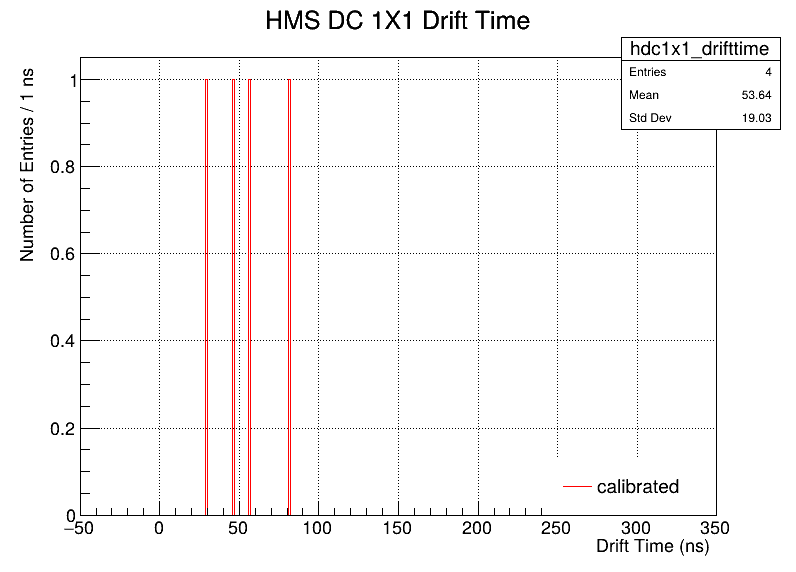 HMS DC 1X1 Drift Time
hdc1x1_drifttime
Entries 4
Mean 53.64
Std Dev 19.03
Number of Entries / 1 ns
1
0.8
0.6
0.4
0.2
0
calibrated
−50 0 50 100 150 200 250 300 350
Drift Time (ns)